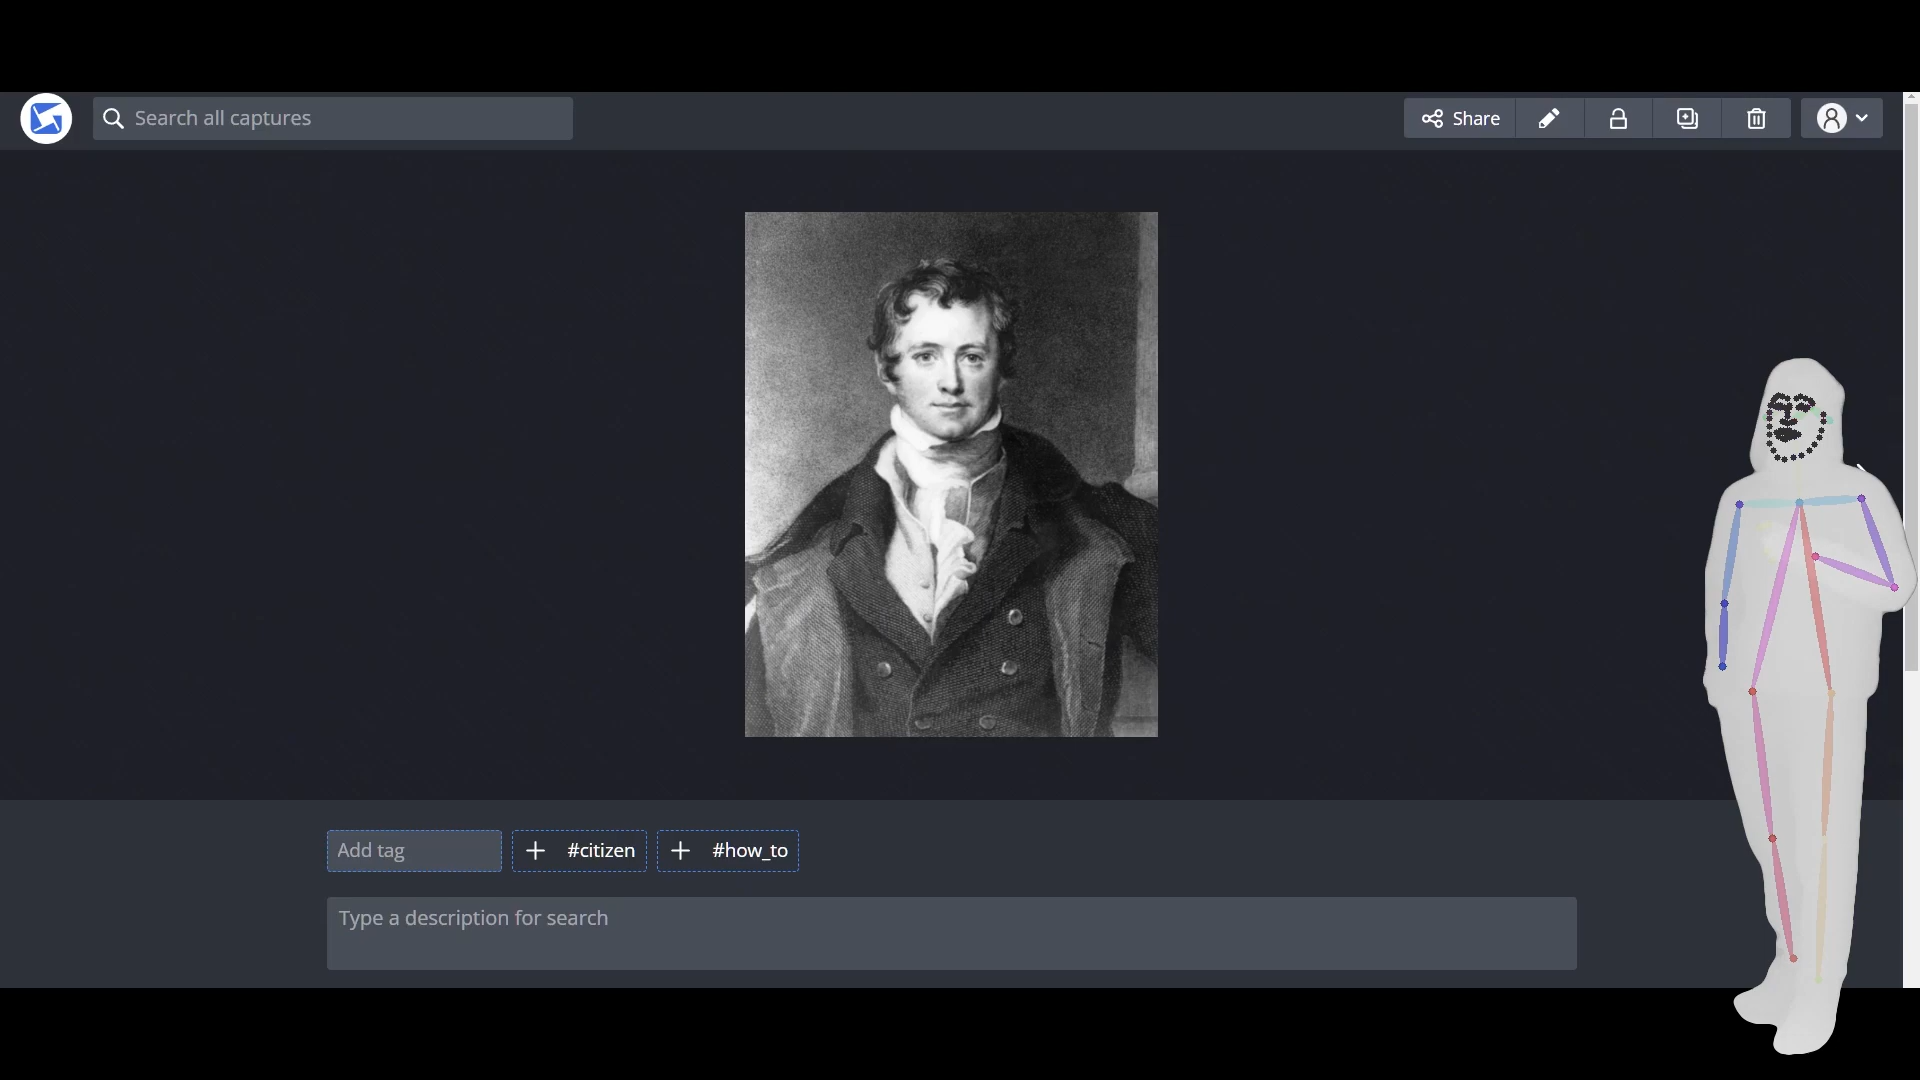 Search all captures
Share
Add tag
#citizen
#how_to
Type a description for search